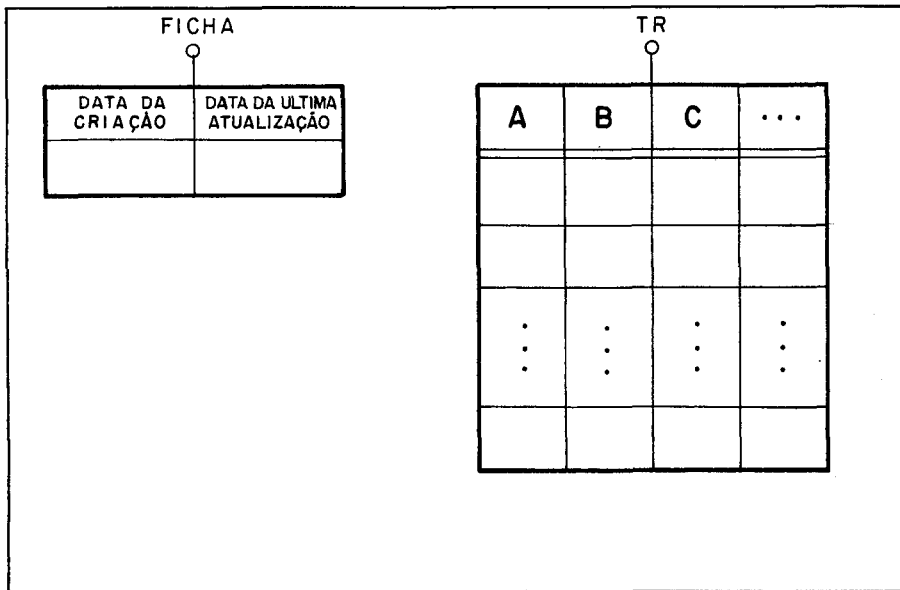 FICHA
DATA DA
CRIAÇÃO
DATA DA ULTIMA
ATUALIZAÇÃO
TR
A B C ...